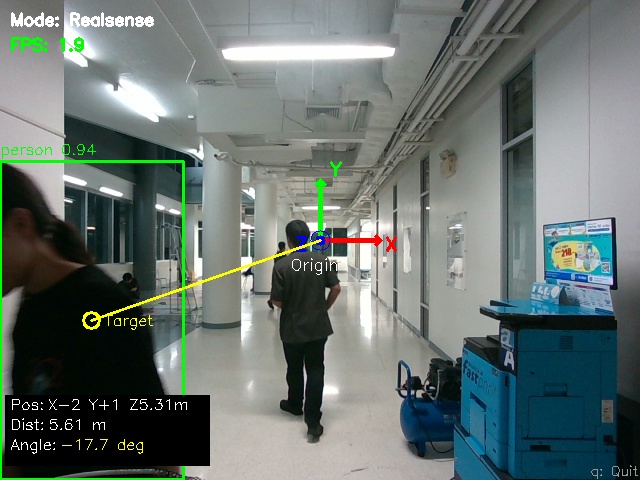 Mode: Realsense
FPS: 1.9
person 0.94
Y
Z
X
Origin
Target
Pos: X-2 Y+1 Z5.31m
Dist: 5.61 m
Angle: -17.7 deg
218
A
q: Quit